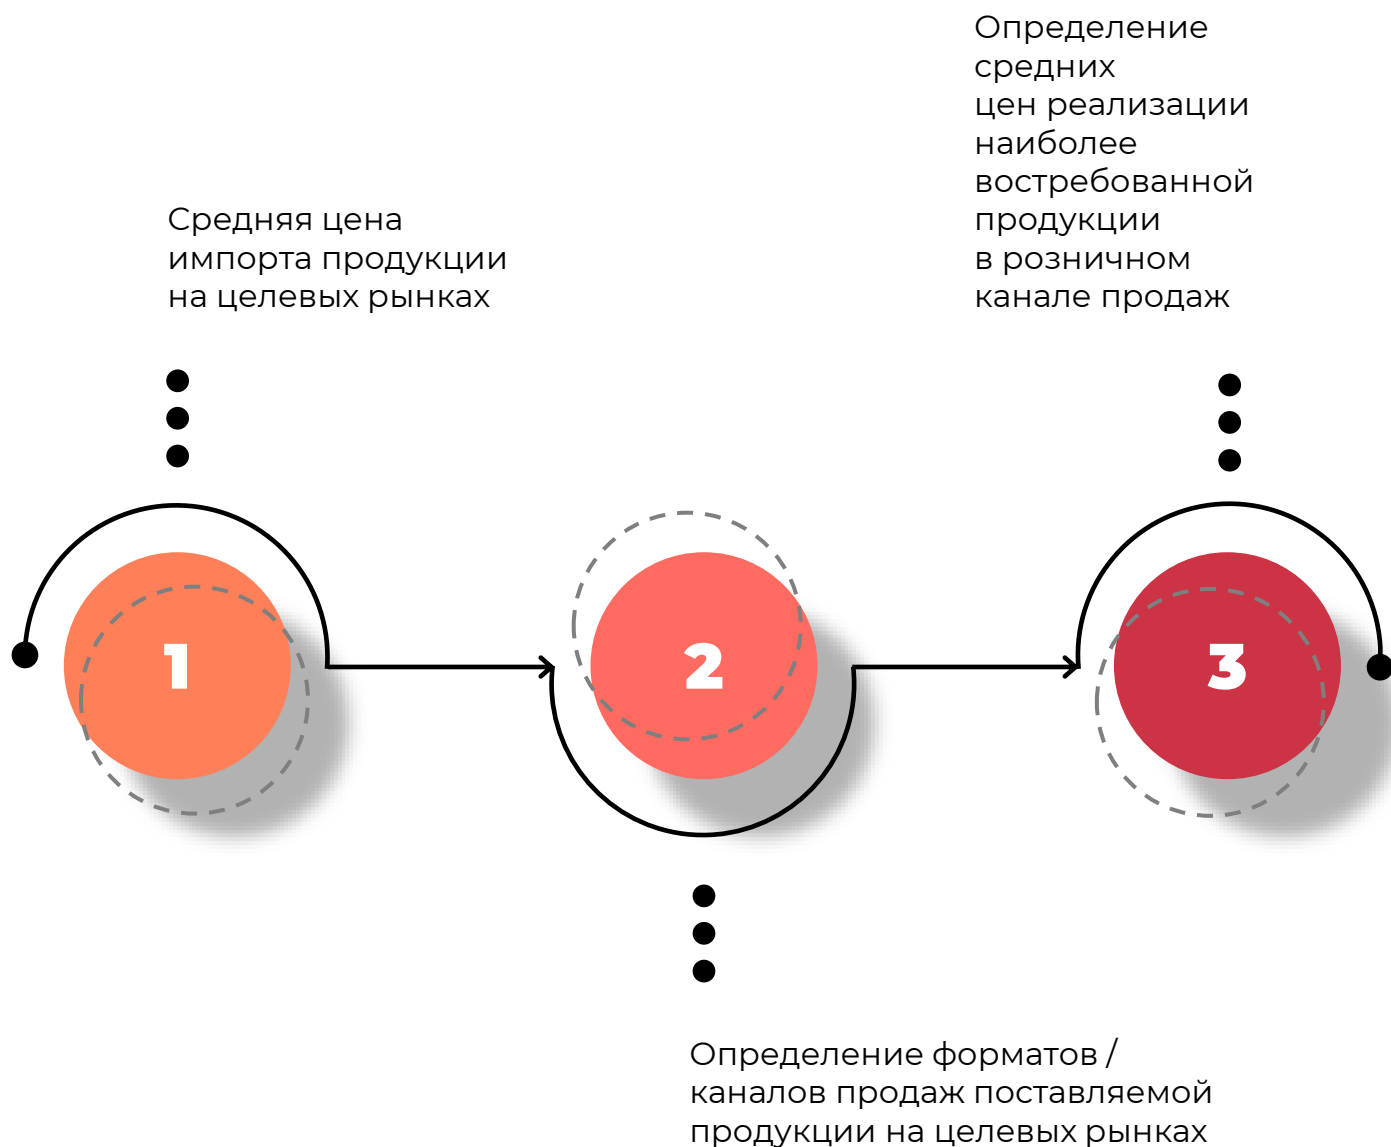 Определение
средних
цен реализации
наиболее
востребованной
продукции
в розничном
канале продаж
Средняя цена
импорта продукции
на целевых рынках
1
2
3
Определение форматов /
каналов продаж поставляемой
продукции на целевых рынках